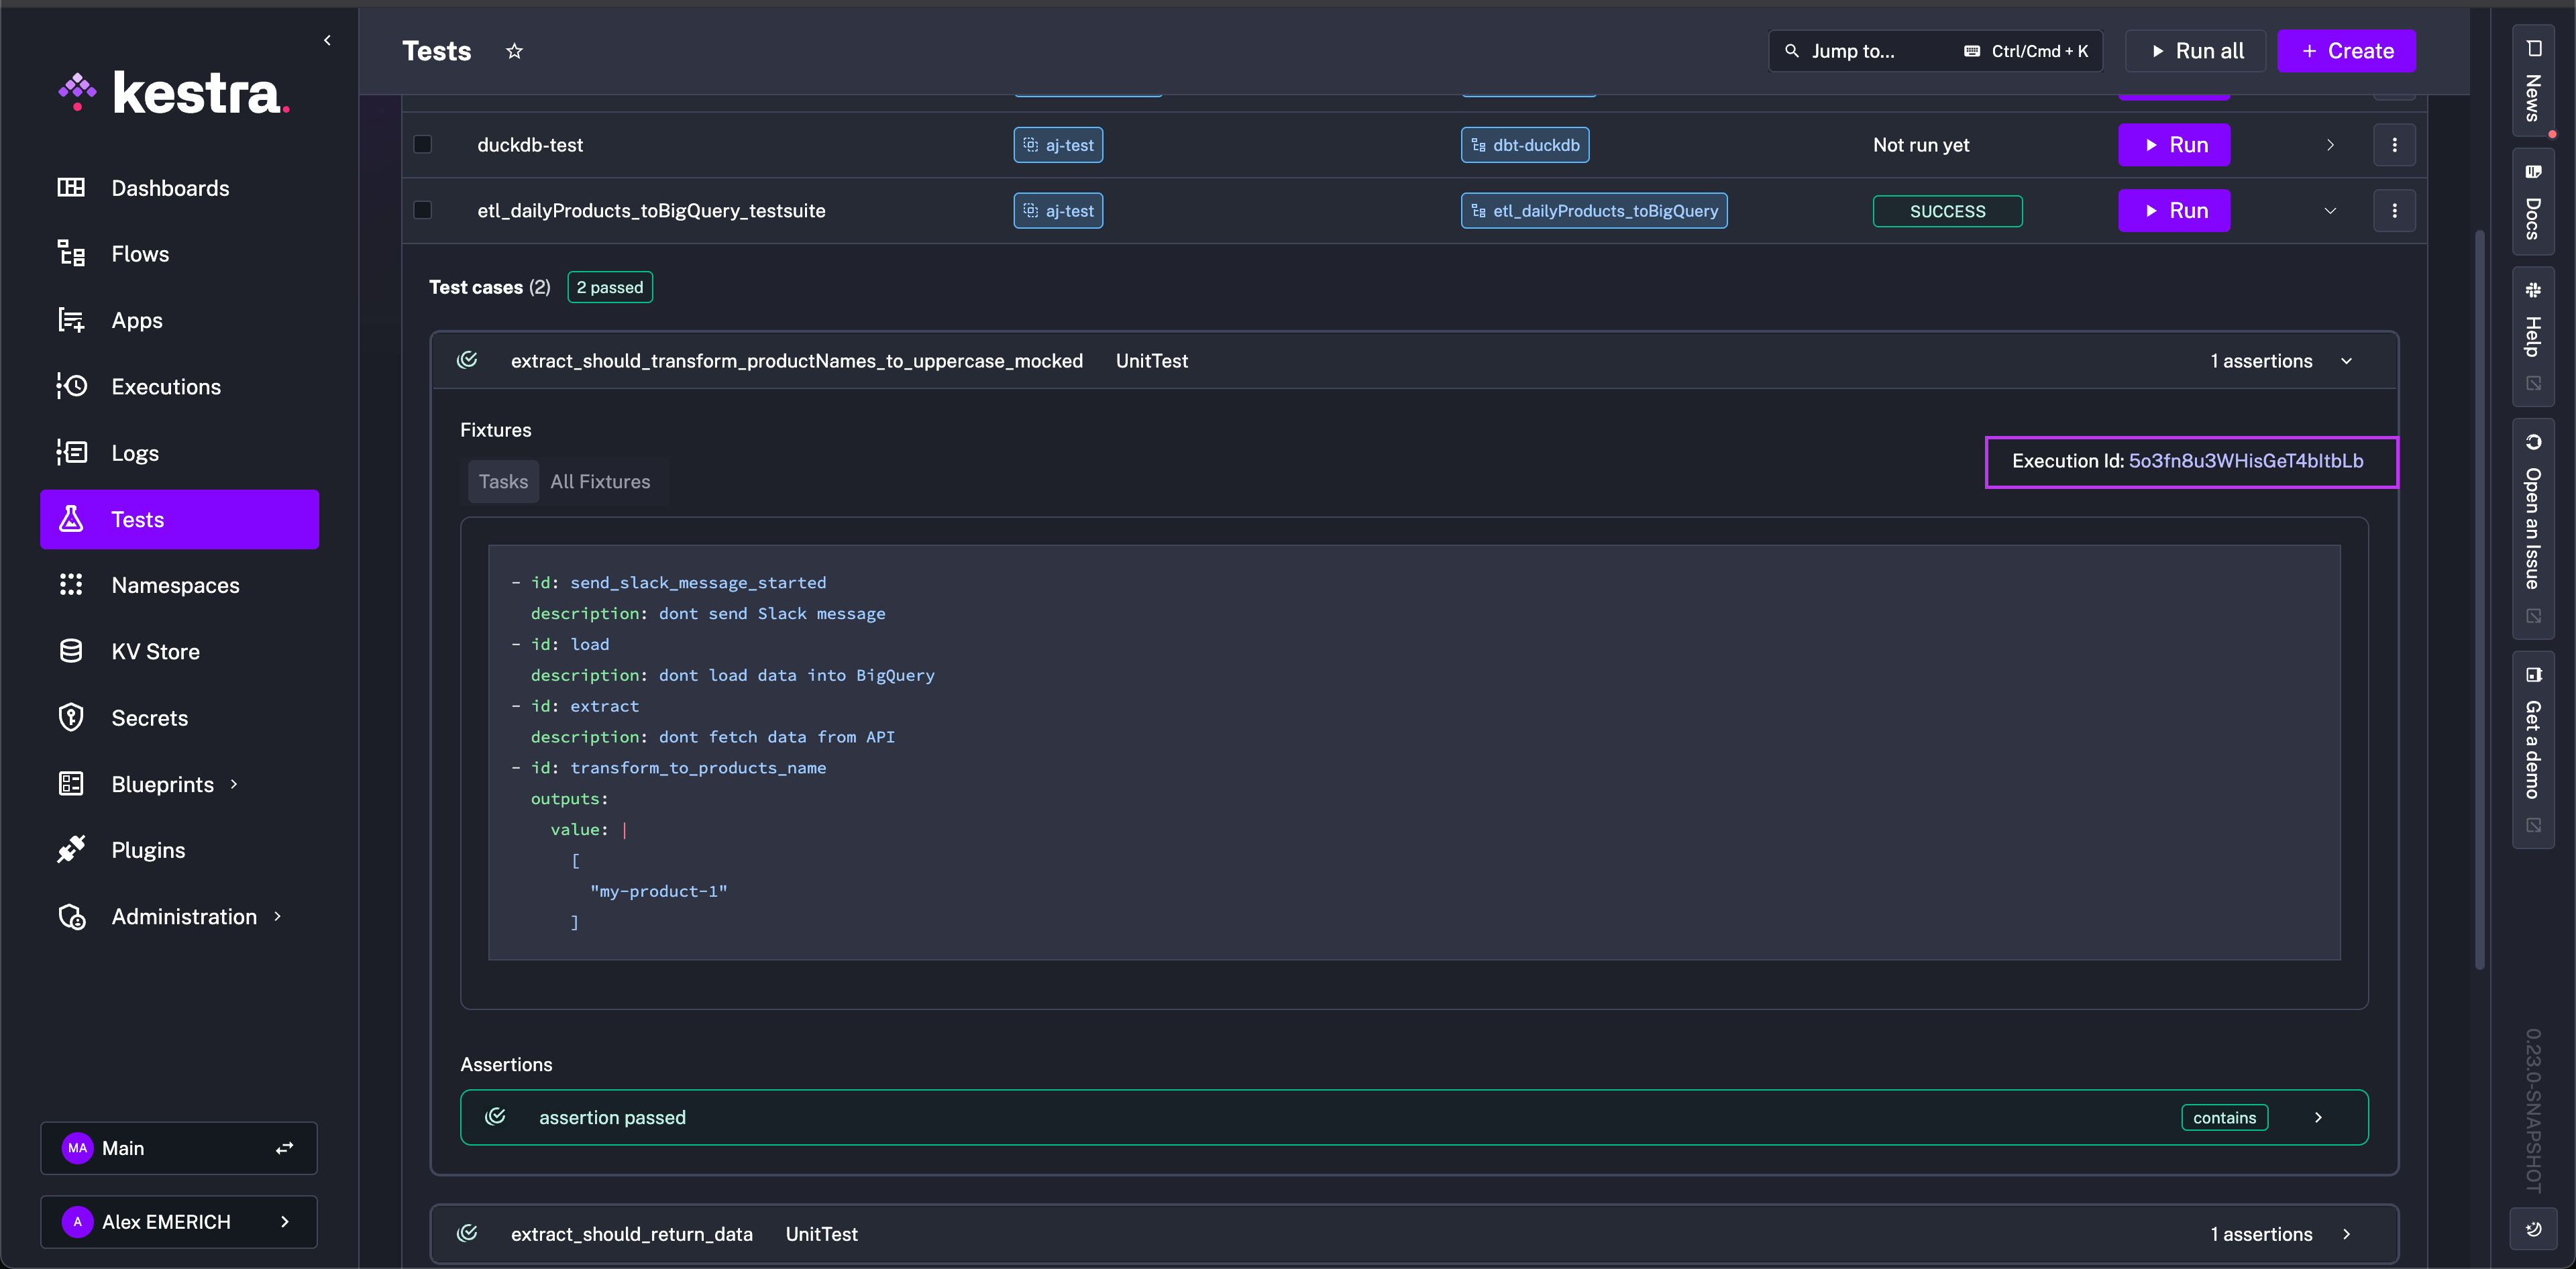 kestra.
Dashboards
Flows
Apps
Executions
Logs
Tests
Namespaces
KV Store
Secrets
Blueprints
Plugins
Administration
MA Main
A Alex EMERICH
Tests
Jump to... Ctrl/Cmd + K
Run all
+ Create
duckdb-test aj-test dbt-duckdb Not run yet Run
etl_dailyProducts_toBigQuery_testsuite aj-test etl_dailyProducts_toBigQuery SUCCESS Run
Test cases (2) 2 passed
extract_should_transform_productNames_to_uppercase_mocked UnitTest 1 assertions
Fixtures
Execution Id: 5o3fn8u3WHisGeT4bItbLb
Tasks All Fixtures
- id: send_slack_message_started
description: dont send Slack message
- id: load
description: dont load data into BigQuery
- id: extract
description: dont fetch data from API
- id: transform_to_products_name
outputs:
value: |
[
"my-product-1"
]
Assertions
assertion passed contains
extract_should_return_data UnitTest 1 assertions
News
Docs
Help
Open an Issue
Get a demo
0.23.0-SNAPSHOT